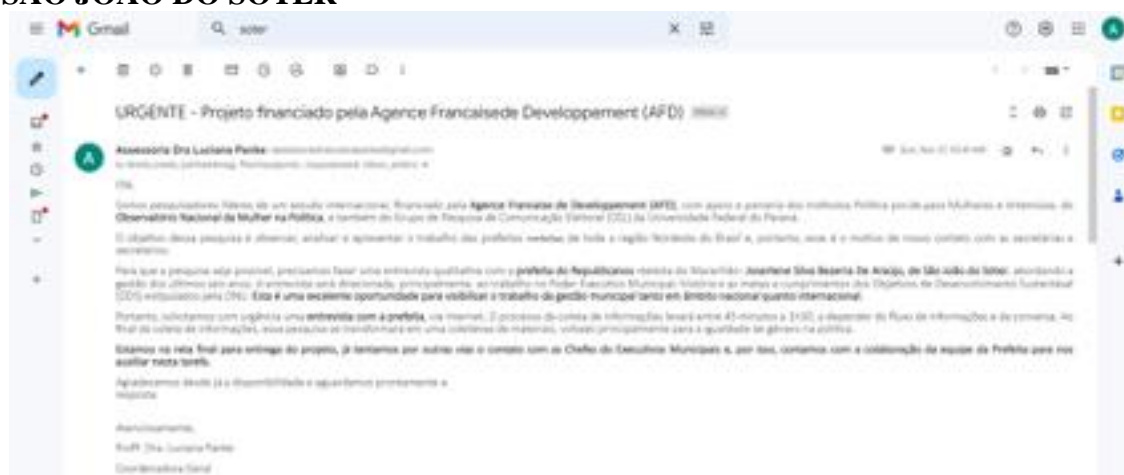 SÃO JOÃO DO SOTER
Gmail
soter
URGENTE - Projeto financiado pela Agence Francaisede Developpement (AFD)
Assessoria Dra Luciana Panke
Olá,
Somos pesquisadoras líderes de um estudo internacional, financiado pela Agence Francaise de Developpement (AFD), com apoio e parceria dos institutos Política por.de.para Mulheres e
Observatório Nacional da Mulher na Política, e também do Grupo de Pesquisa de Comunicação Eleitoral (CEL) da Universidade Federal do Paraná.
O objetivo dessa pesquisa é observar, analisar e apresentar o trabalho das prefeitas de toda a região Nordeste do Brasil e, portanto, esse é o motivo de nosso contato com as secretárias e
secretários.
Para que a pesquisa seja possível, precisamos fazer uma entrevista qualitativa com a prefeita do Republicanos do Maranhão: Joserlene Silva Bezerra De Araújo, de São João do Soter, abordando a
gestão dos últimos seis anos. A entrevista será direcionada, principalmente, ao trabalho no Poder Executivo Municipal, história e as metas e cumprimentos dos Objetivos de Desenvolvimento Sustentável
(ODS) estipulados pela ONU. Esta é uma excelente oportunidade para visibilizar o trabalho da gestão municipal tanto em âmbito nacional quanto internacional.
Portanto, solicitamos com urgência uma entrevista com a prefeita, via internet. O processo de coleta de informações levará entre 45 minutos a 1h30, a depender do fluxo de informações e da conversa. Ao
final da coleta de informações, essa pesquisa se transformará em uma coletânea de materiais, voltado principalmente para a igualdade de gênero na política.
Estamos na reta final para entrega do projeto, já tentamos por outras vias o contato com as Chefes do Executivo Municipais e, por isso, contamos com a colaboração da equipe da Prefeita para nos
auxiliar nesta tarefa.
Agradecemos desde já a disponibilidade e aguardamos prontamente a
resposta
Atenciosamente,
Profª. Dra. Luciana Panke
Coordenadora Geral